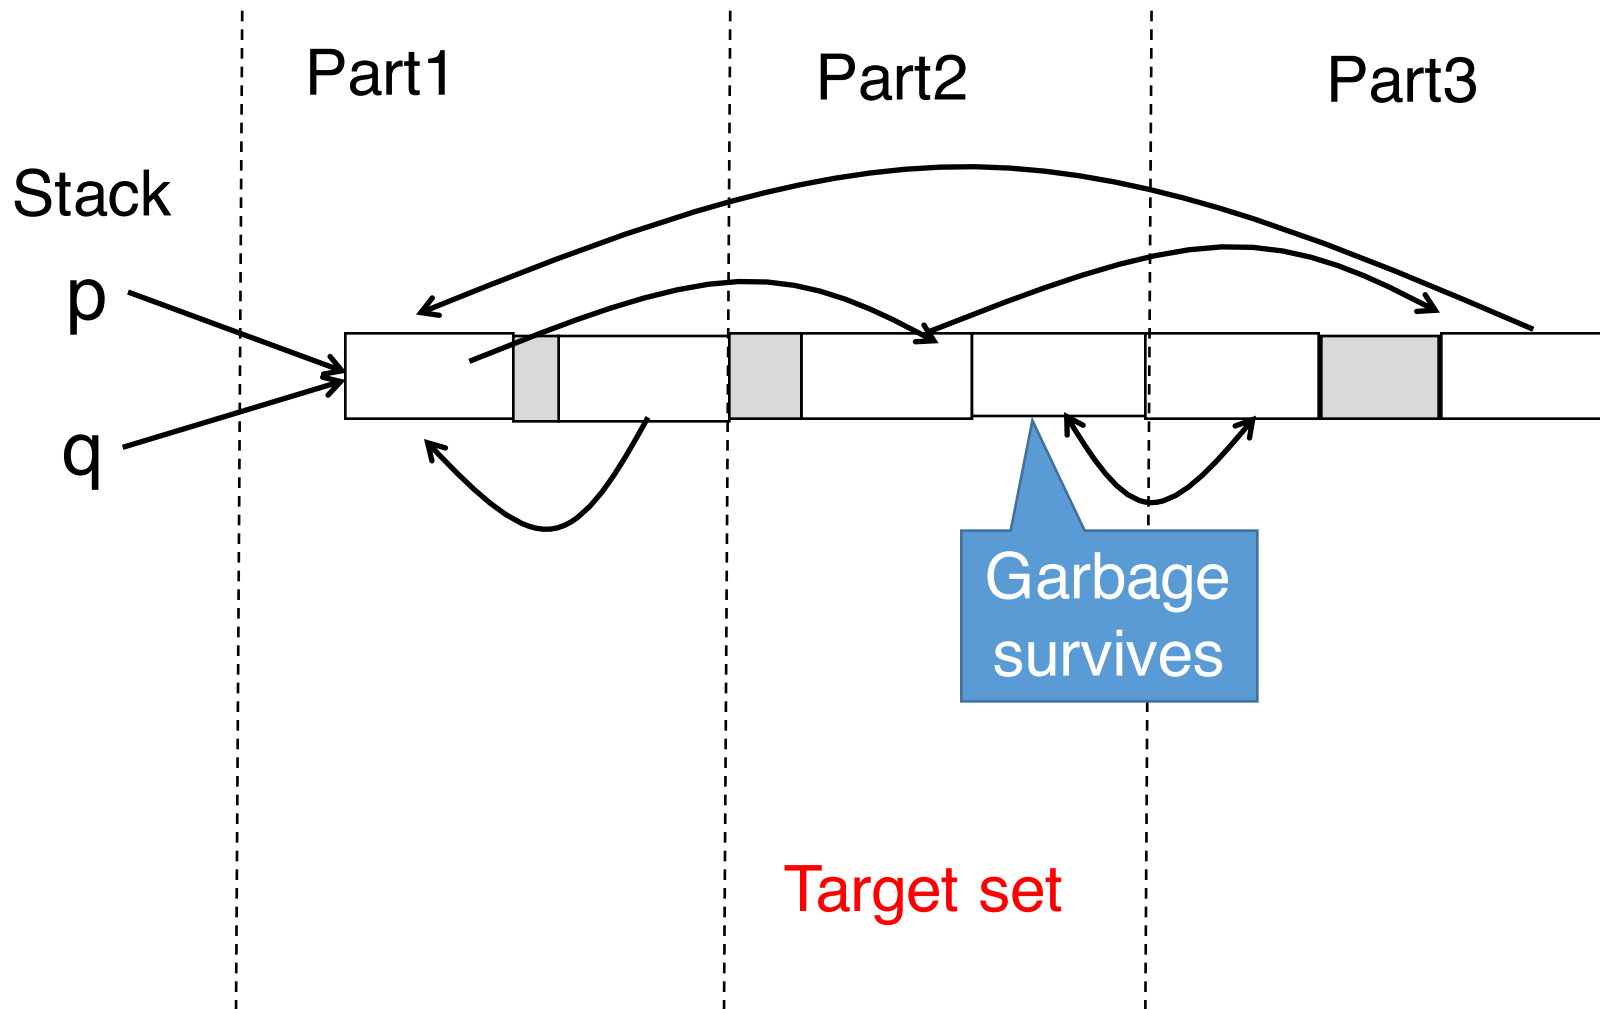 Part1
Part2
Part3
Stack
p
q
Garbage
survives
Target set